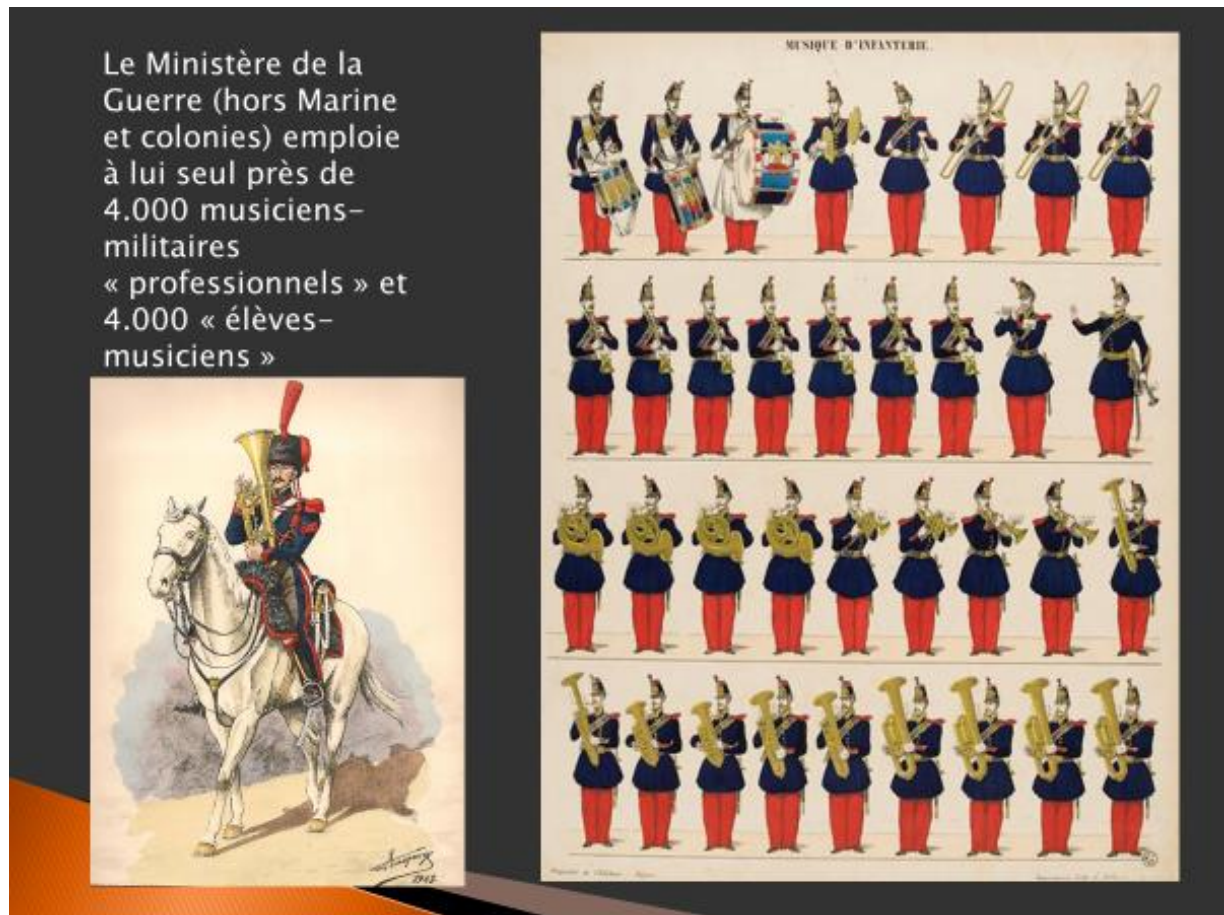 Le Ministère de la
Guerre (hors Marine
et colonies) emploie
à lui seul près de
4.000 musiciens-
militaires
« professionnels » et
4.000 « élèves-
musiciens »
MUSIQUE D'INFANTERIE.